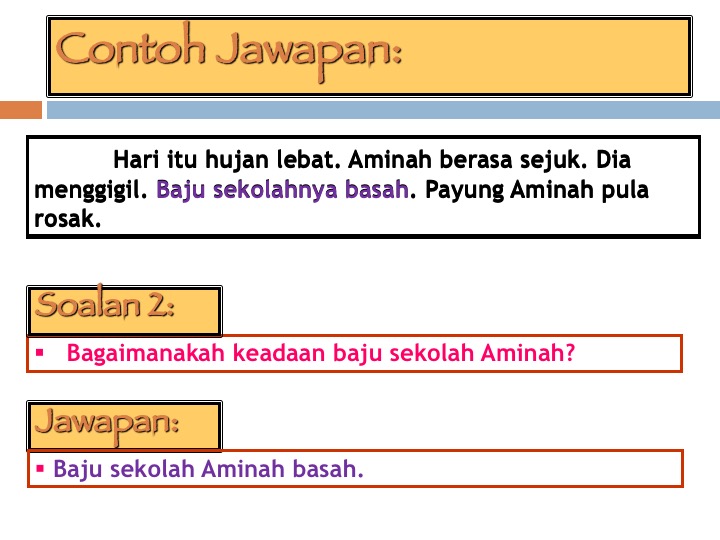 Contoh Jawapan:
Hari itu hujan lebat. Aminah berasa sejuk. Dia
menggigil. Baju sekolahnya basah. Payung Aminah pula
rosak.
Soalan 2:
▪ Bagaimanakah keadaan baju sekolah Aminah?
Jawapan:
▪ Baju sekolah Aminah basah.